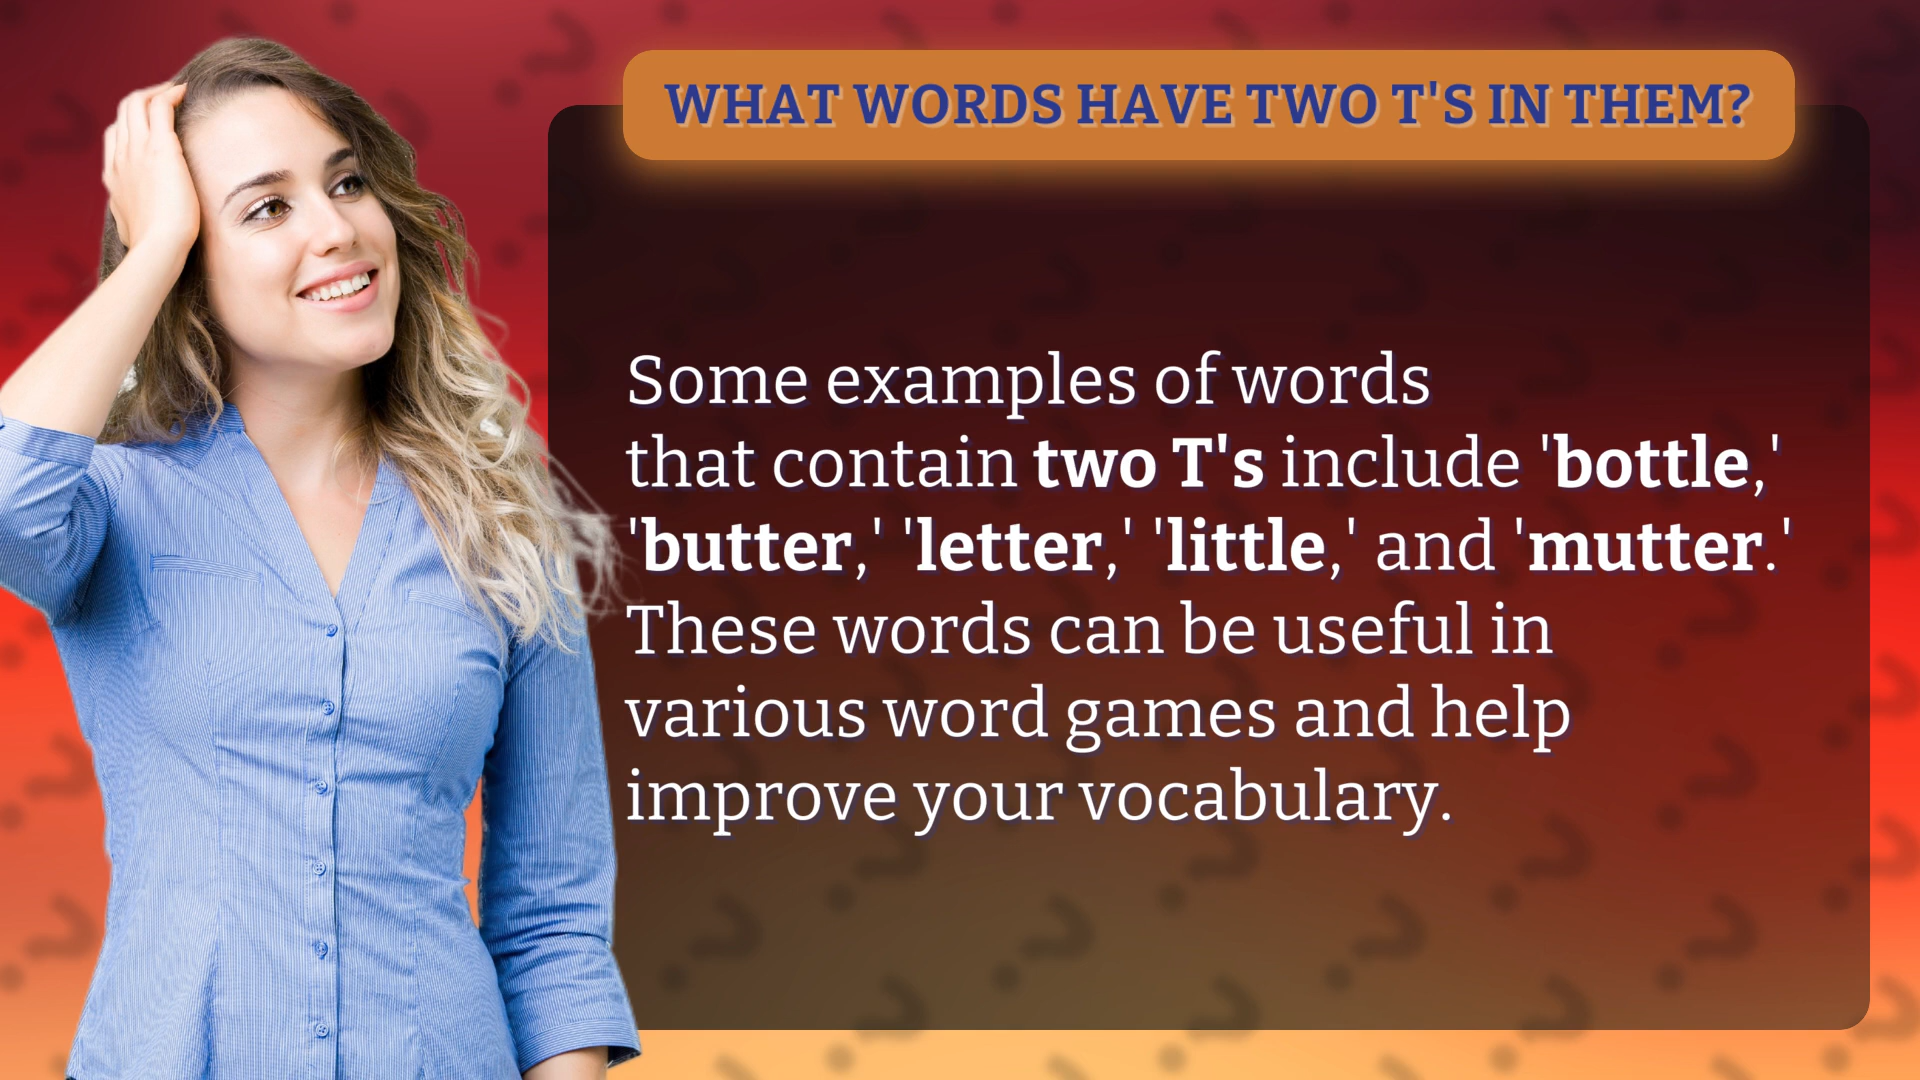 WHAT WORDS HAVE TWO T'S IN THEM?
Some examples of words
that contain two T's include 'bottle,'
'butter,' 'letter,' 'little,' and 'mutter.'
These words can be useful in
various word games and help
improve your vocabulary.